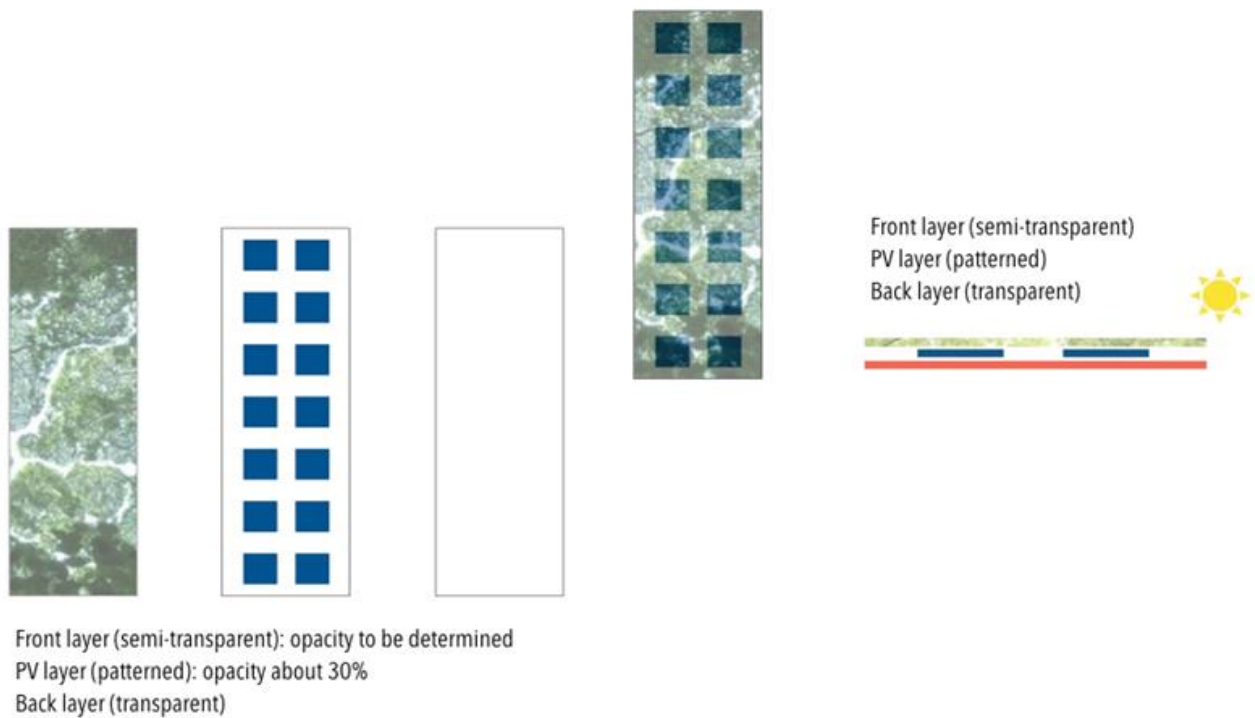 Front layer (semi-transparent)
PV layer (patterned)
Back layer (transparent)
Front layer (semi-transparent): opacity to be determined
PV layer (patterned): opacity about 30%
Back layer (transparent)